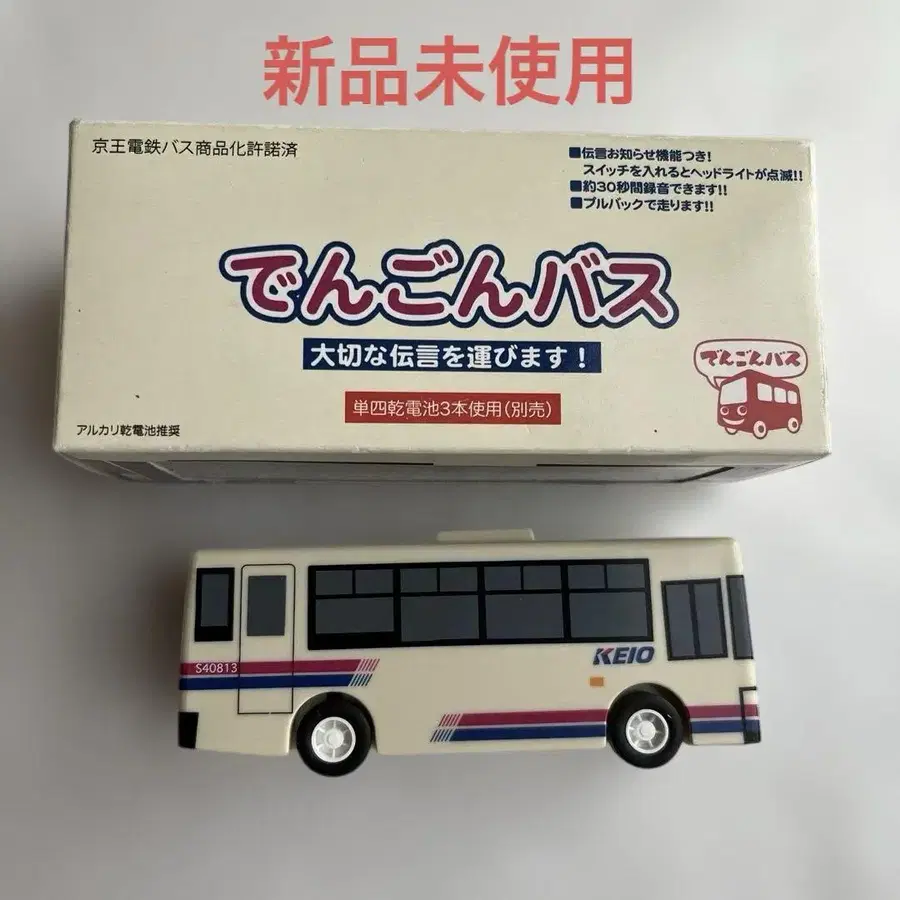 新品未使用
京王電鉄バス商品化許諾済
■伝言お知らせ機能つき!
スイッチを入れるとヘッドライトが点滅!!
■約30秒間録音できます!!
■プルバックで走ります!!
でんごんバス
大切な伝言を運びます!
でんごんバス
単四乾電池3本使用(別売)
アルカリ乾電池推奨
KEIO
S40813